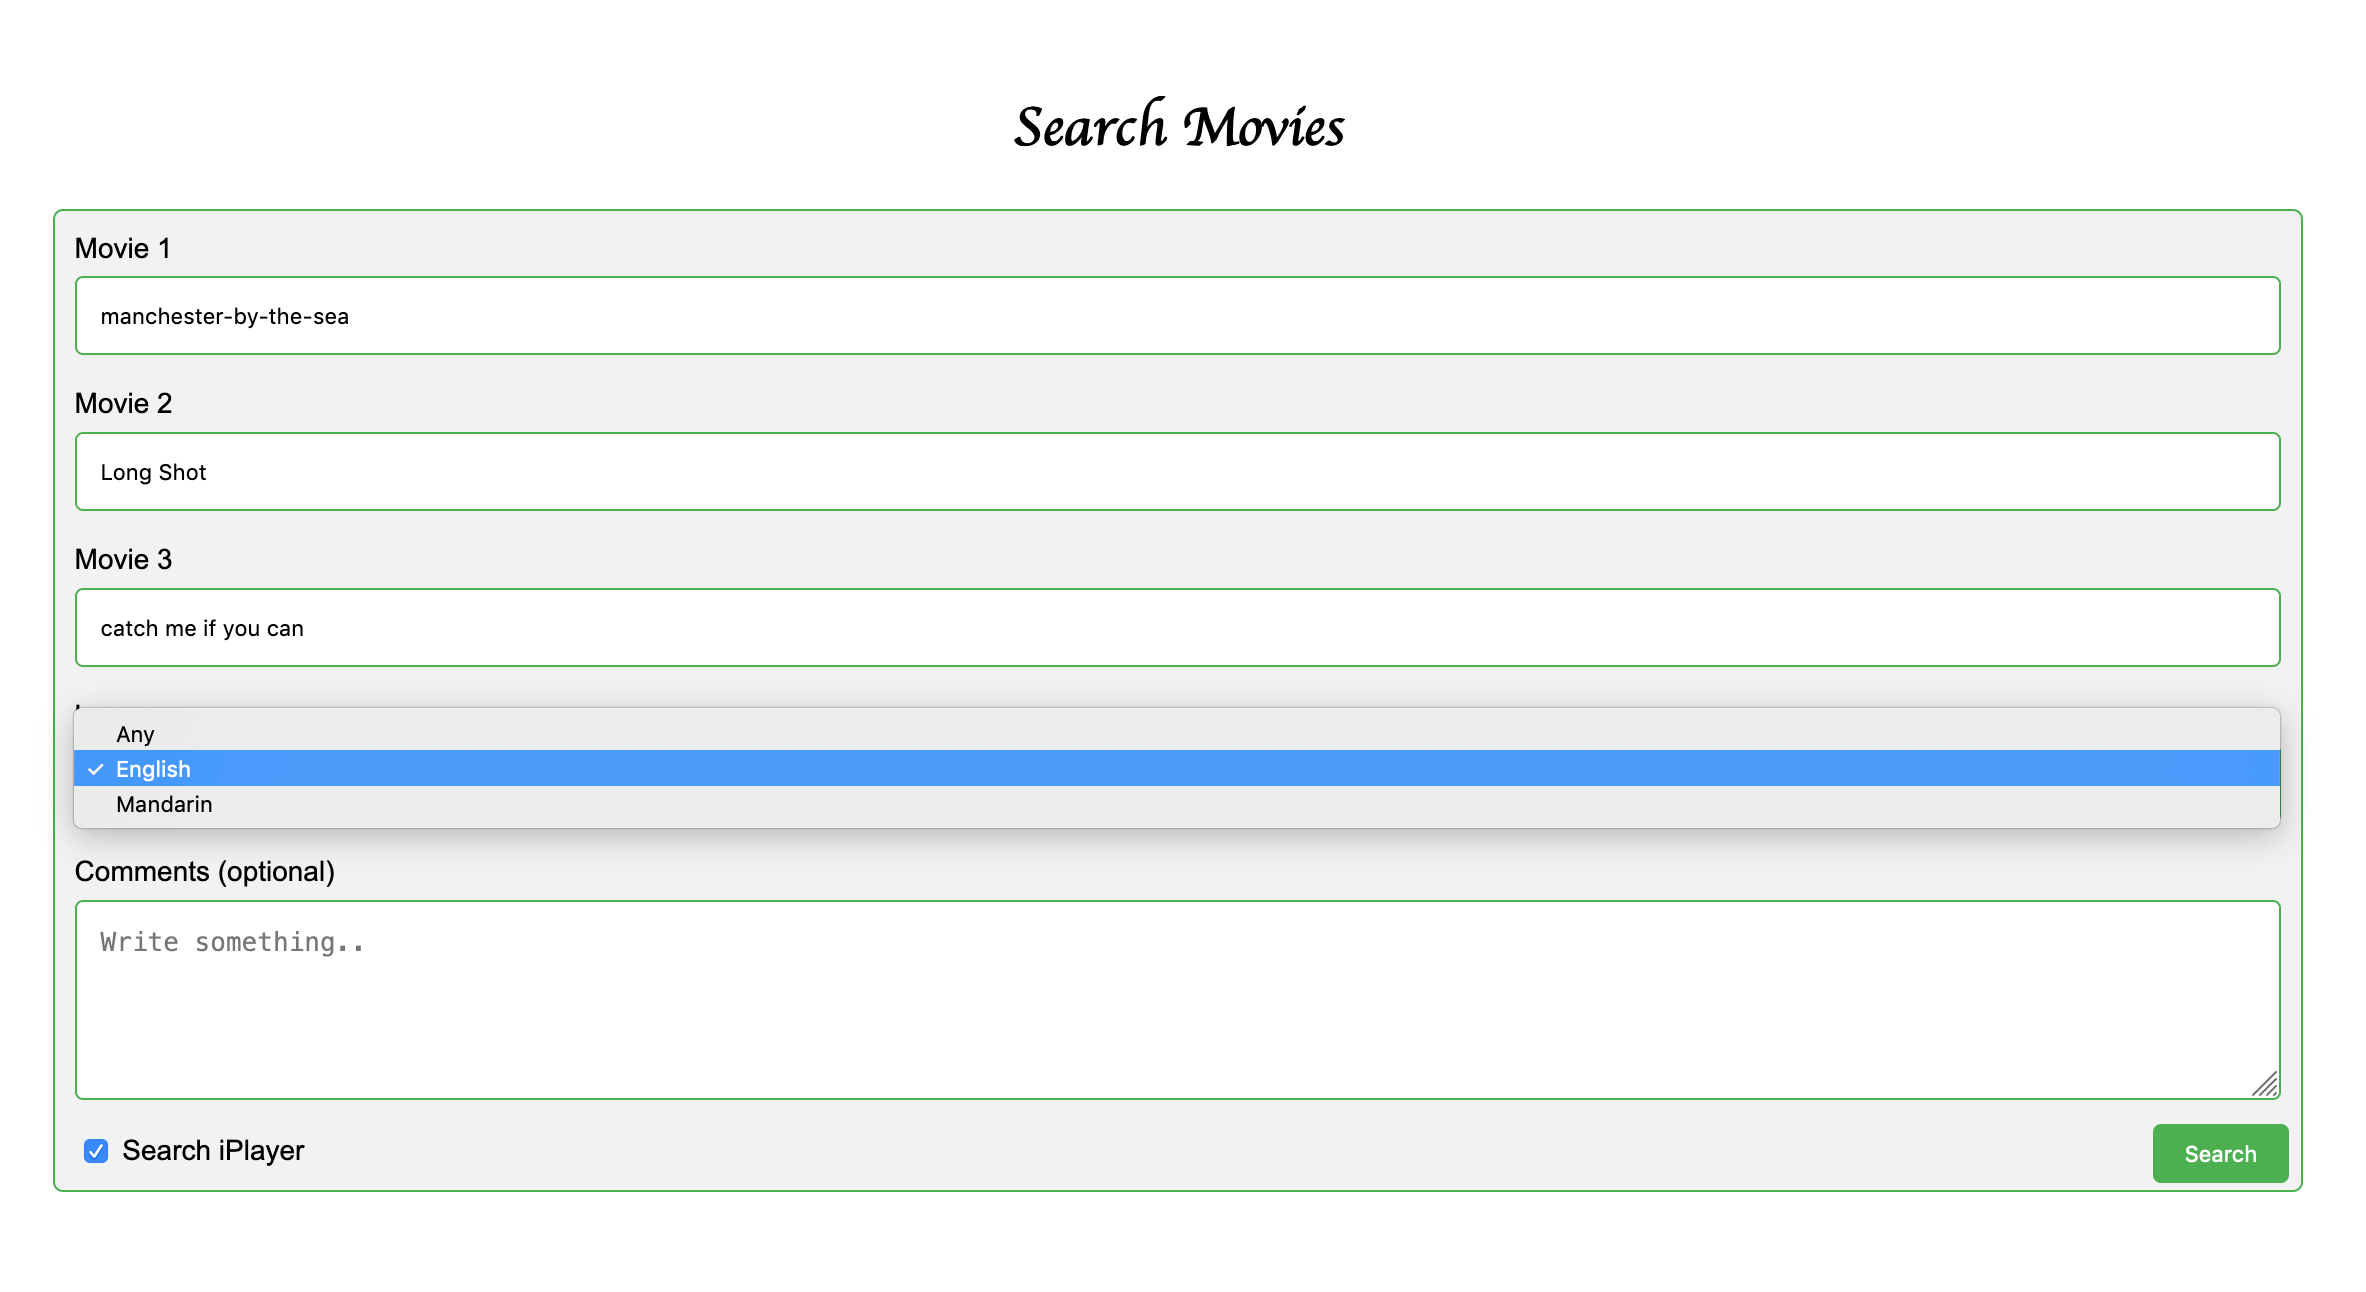 Search Movies
Movie 1
manchester-by-the-sea
Movie 2
Long Shot
Movie 3
catch me if you can
Any
English
Mandarin
Comments (optional)
Write something..
Search iPlayer
Search